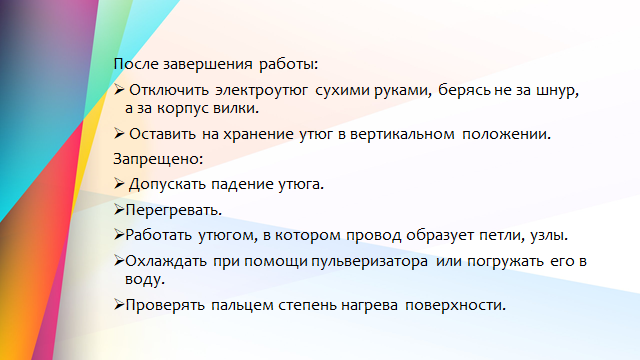 После завершения работы:
➢ Отключить электроутюг сухими руками, берясь не за шнур,
а за корпус вилки.
➢ Оставить на хранение утюг в вертикальном положении.
Запрещено:
➢ Допускать падение утюга.
➢Перегревать.
➢Работать утюгом, в котором провод образует петли, узлы.
➢Охлаждать при помощи пульверизатора или погружать его в
воду.
➢Проверять пальцем степень нагрева поверхности.